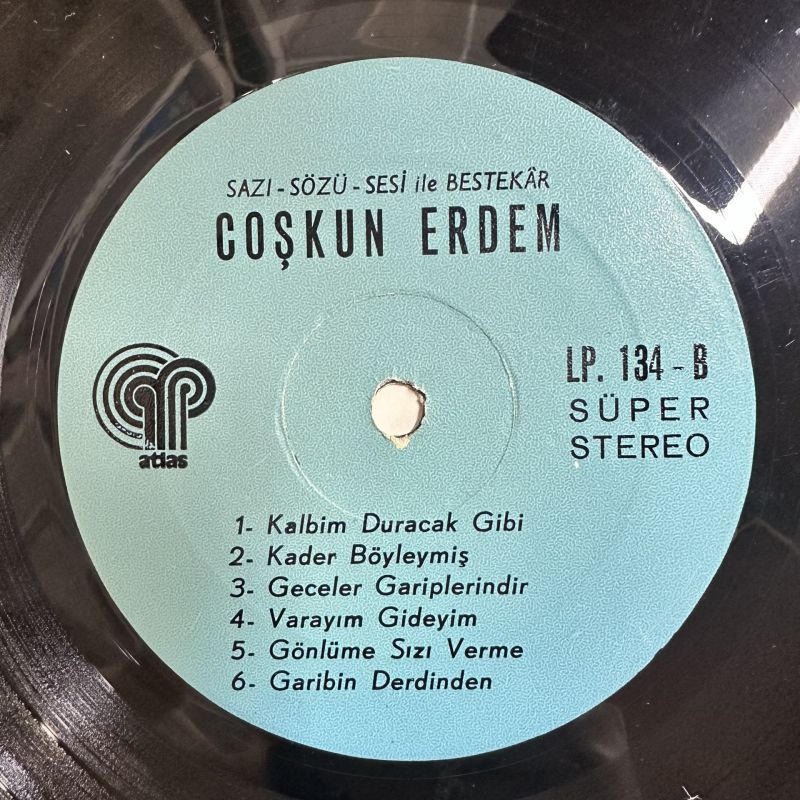 SAZI - SÖZÜ - SESİ ile BESTEKÂR
COŞKUN ERDEM
atlas
LP. 134 - B
SÜPER
STEREO
1- Kalbim Duracak Gibi
2- Kader Böyleymiş
3- Geceler Gariplerindir
4- Varayım Gideyim
5- Gönlüme Sızı Verme
6- Garibin Derdinden